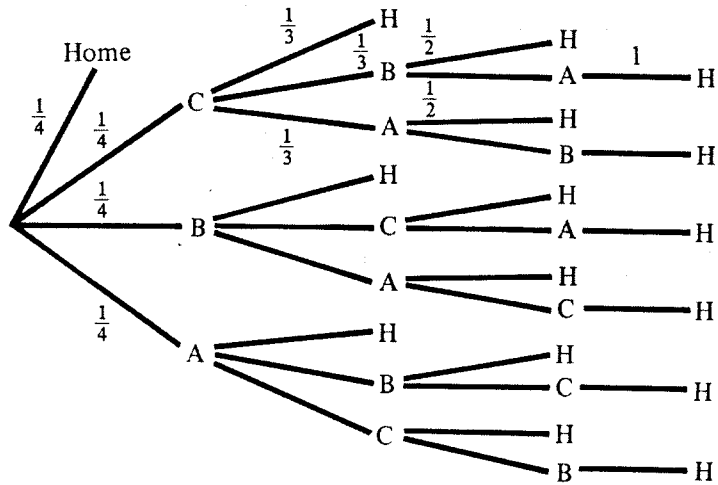 1/3 H
Home 1/3 1/2 H
B 1
C A H
1/4 1/4 1/2
A H
1/3 B H
H
1/4 H
B C A H
A H
C H
1/4 H
A H
B C H
C H
B H